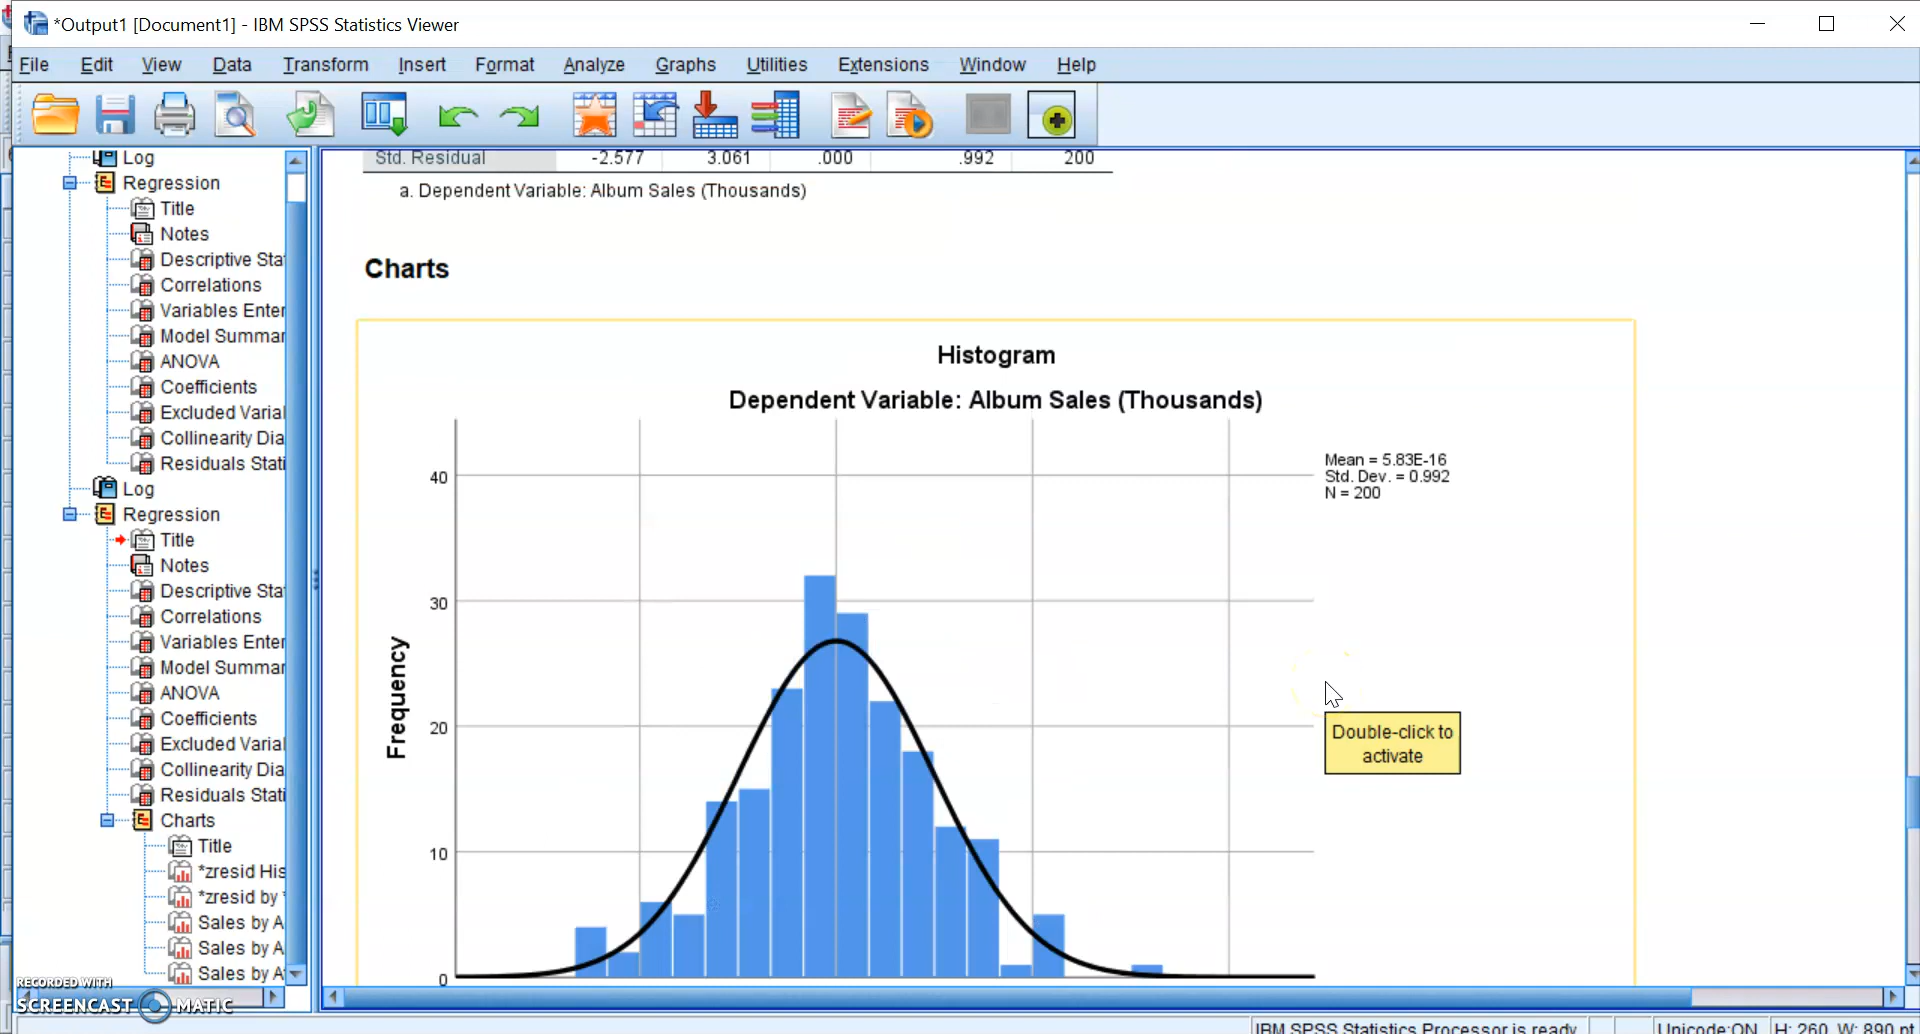 *Output1 [Document1] - IBM SPSS Statistics Viewer
File Edit View Data Transform Insert Format Analyze Graphs Utilities Extensions Window Help
Log
Regression
Title
Notes
Descriptive Sta
Correlations
Variables Enter
Model Summar
ANOVA
Coefficients
Excluded Varial
Collinearity Dia
Residuals Stati
Log
Regression
Title
Notes
Descriptive Sta
Correlations
Variables Enter
Model Summar
ANOVA
Coefficients
Excluded Varial
Collinearity Dia
Residuals Stati
Charts
Title
*zresid His
*zresid by *
Sales by A
Sales by A
Sales by A
RECORDED WITH
SCREENCAST MATIC
Std. Residual -2.577 3.061 .000 .992 200
a. Dependent Variable: Album Sales (Thousands)
Charts
Histogram
Dependent Variable: Album Sales (Thousands)
Mean = 5.83E-16
Std. Dev. = 0.992
N = 200
Frequency
40
30
20
10
0
Double-click to
activate
IBM SPSS Statistics Processor is ready Unicode:ON H: 260, W: 890 pt